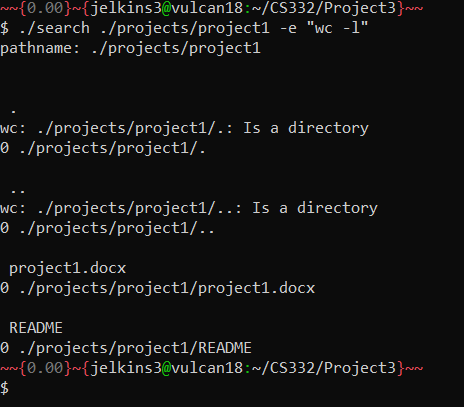 ~~{0.00}~{jelkins3@vulcan18:~/CS332/Project3}~~
$ ./search ./projects/project1 -e "wc -l"
pathname: ./projects/project1
.
wc: ./projects/project1/.: Is a directory
0 ./projects/project1/.
..
wc: ./projects/project1/..: Is a directory
0 ./projects/project1/..
project1.docx
0 ./projects/project1/project1.docx
README
0 ./projects/project1/README
~~{0.00}~{jelkins3@vulcan18:~/CS332/Project3}~~
$